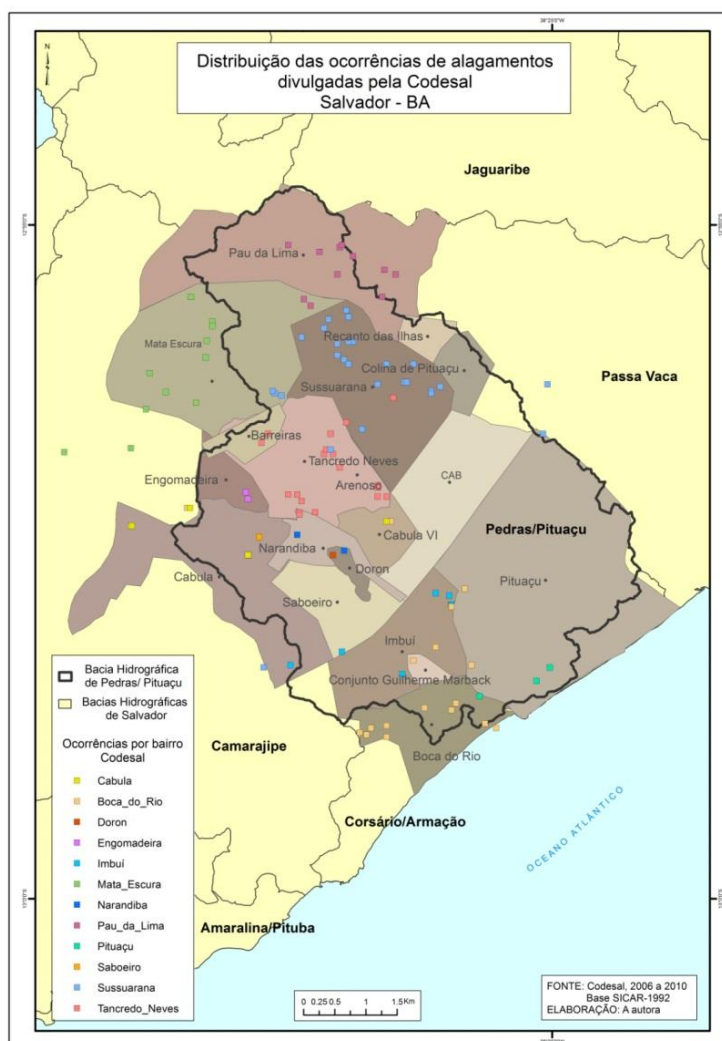 38°25'0"W
N
Distribuição das ocorrências de alagamentos
divulgadas pela Codesal
Salvador - BA
Jaguaribe
Pau da Lima
Mata Escura
Recanto das Ilhas
Colina de Pituaçu
Sussuarana
Passa Vaca
Barreiras
Tancredo Neves
Engomadeira
Arenoso
CAB
Cabula VI
Pedras/Pituaçu
Narandiba
Doron
Cabula
Pituaçu
Saboeiro
Imbuí
Conjunto Guilherme Marback
Boca do Rio
Camarajipe
Corsário/Armação
Amaralina/Pituba
OCEANO ATLÂNTICO
Bacia Hidrográfica
de Pedras/ Pituaçu
Bacias Hidrográficas
de Salvador
Ocorrências por bairro
Codesal
Cabula
Boca_do_Rio
Doron
Engomadeira
Imbuí
Mata_Escura
Narandiba
Pau_da_Lima
Pituaçu
Saboeiro
Sussuarana
Tancredo_Neves
0 0.25 0.5 1 1.5 Km
FONTE: Codesal, 2006 a 2010
Base SICAR-1992
ELABORAÇÃO: A autora